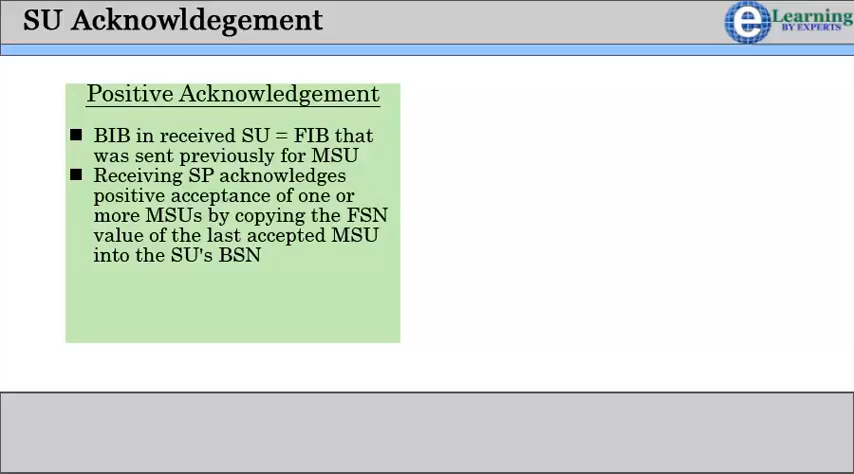 SU Acknowldegement
e Learning
BY EXPERTS
Positive Acknowledgement
■ BIB in received SU = FIB that
was sent previously for MSU
■ Receiving SP acknowledges
positive acceptance of one or
more MSUs by copying the FSN
value of the last accepted MSU
into the SU's BSN